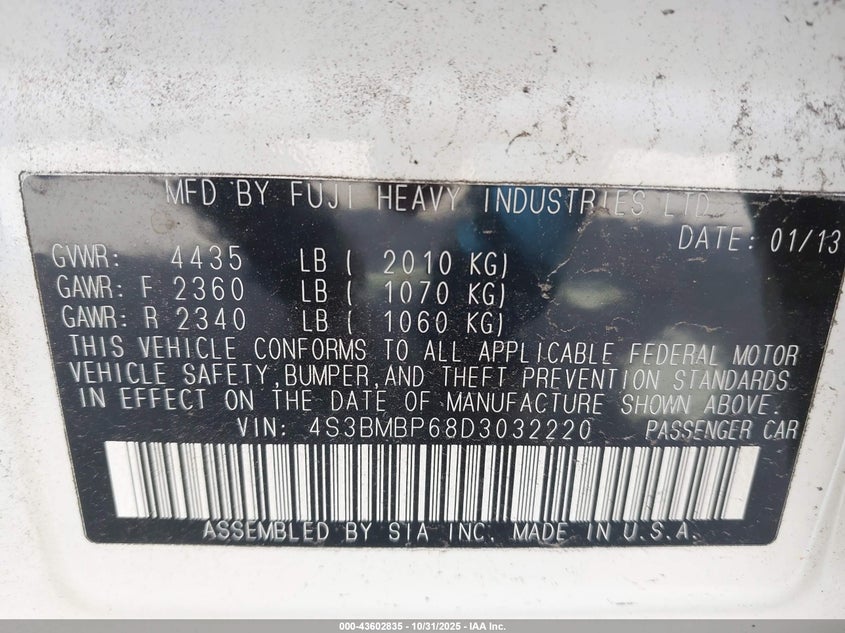 MFD BY FUJI HEAVY INDUSTRIES LTD.
DATE: 01/13
GVWR: 4435 LB ( 2010 KG)
GAWR: F 2360 LB ( 1070 KG)
GAWR: R 2340 LB ( 1060 KG)
THIS VEHICLE CONFORMS TO ALL APPLICABLE FEDERAL MOTOR
VEHICLE SAFETY,BUMPER,AND THEFT PREVENTION STANDARDS
IN EFFECT ON THE DATE OF MANUFACTURE SHOWN ABOVE.
VIN: 4S3BMBP68D3032220 PASSENGER CAR
ASSEMBLED BY SIA INC. MADE IN U.S.A.
000-43602835 - 10/31/2025 - IAA Inc.